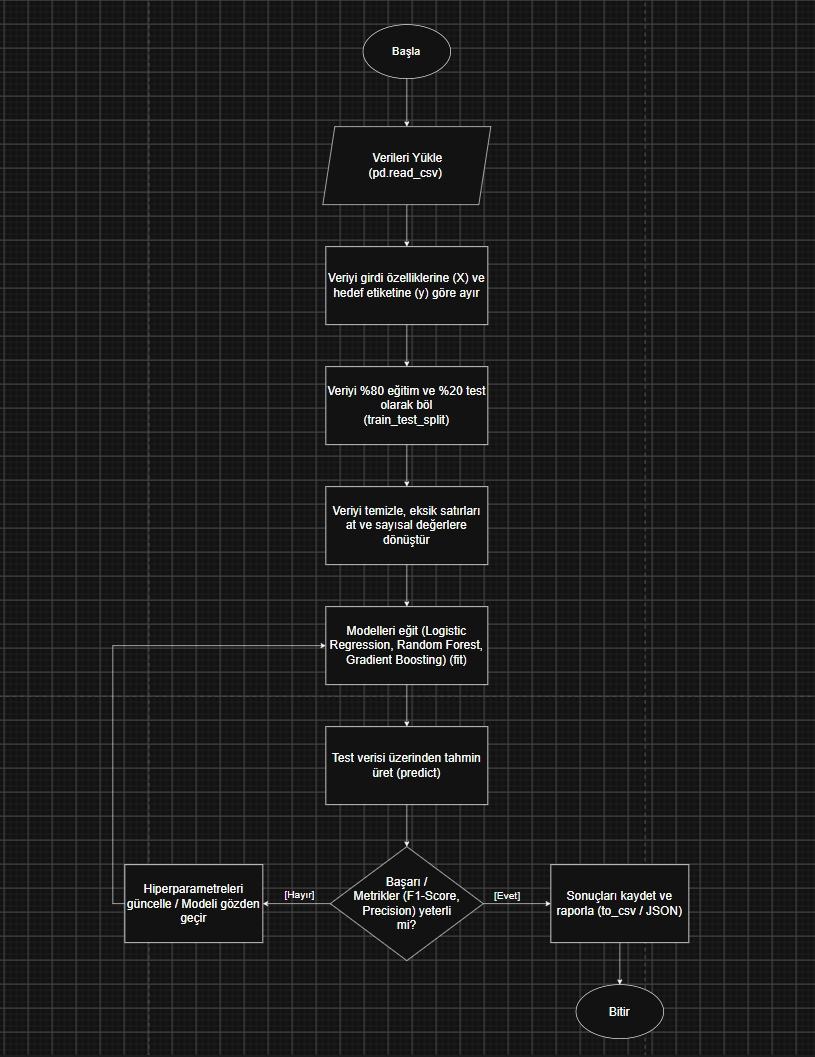 Başla
Verileri Yükle
(pd.read_csv)
Veriyi girdi özelliklerine (X) ve
hedef etiketine (y) göre ayır
Veriyi %80 eğitim ve %20 test
olarak böl
(train_test_split)
Veriyi temizle, eksik satırları
at ve sayısal değerlere
dönüştür
Modelleri eğit (Logistic
Regression, Random Forest,
Gradient Boosting) (fit)
Test verisi üzerinden tahmin
üret (predict)
Başarı /
Metrikler (F1-Score,
Precision) yeterli
mi?
[Hayır]
Hiperparametreleri
güncelle / Modeli gözden
geçir
[Evet]
Sonuçları kaydet ve
raporla (to_csv / JSON)
Bitir